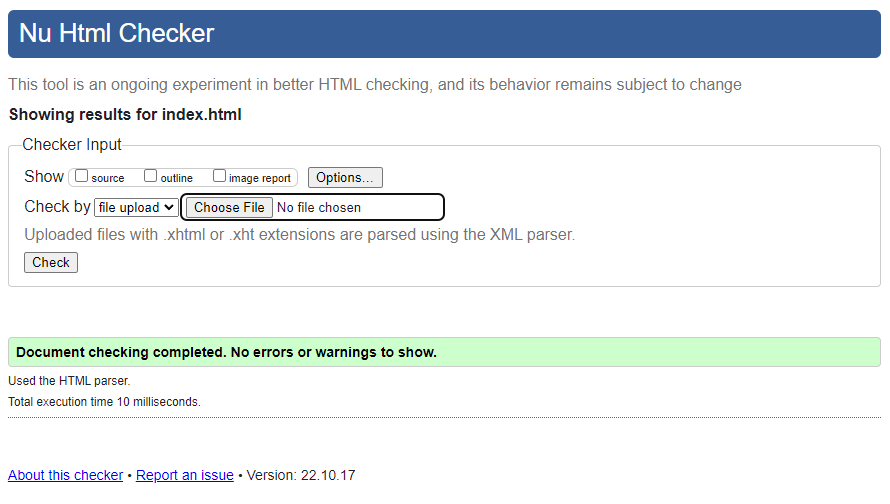 Nu Html Checker
This tool is an ongoing experiment in better HTML checking, and its behavior remains subject to change
Showing results for index.html
Checker Input
Show source outline image report Options...
Check by file upload Choose File No file chosen
Uploaded files with .xhtml or .xht extensions are parsed using the XML parser.
Check
Document checking completed. No errors or warnings to show.
Used the HTML parser.
Total execution time 10 milliseconds.
About this checker • Report an issue • Version: 22.10.17